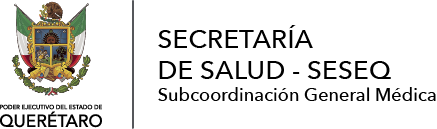 PODER EJECUTIVO DEL ESTADO DE
QUERÉTARO
SECRETARÍA
DE SALUD - SESEQ
Subcoordinación General Médica